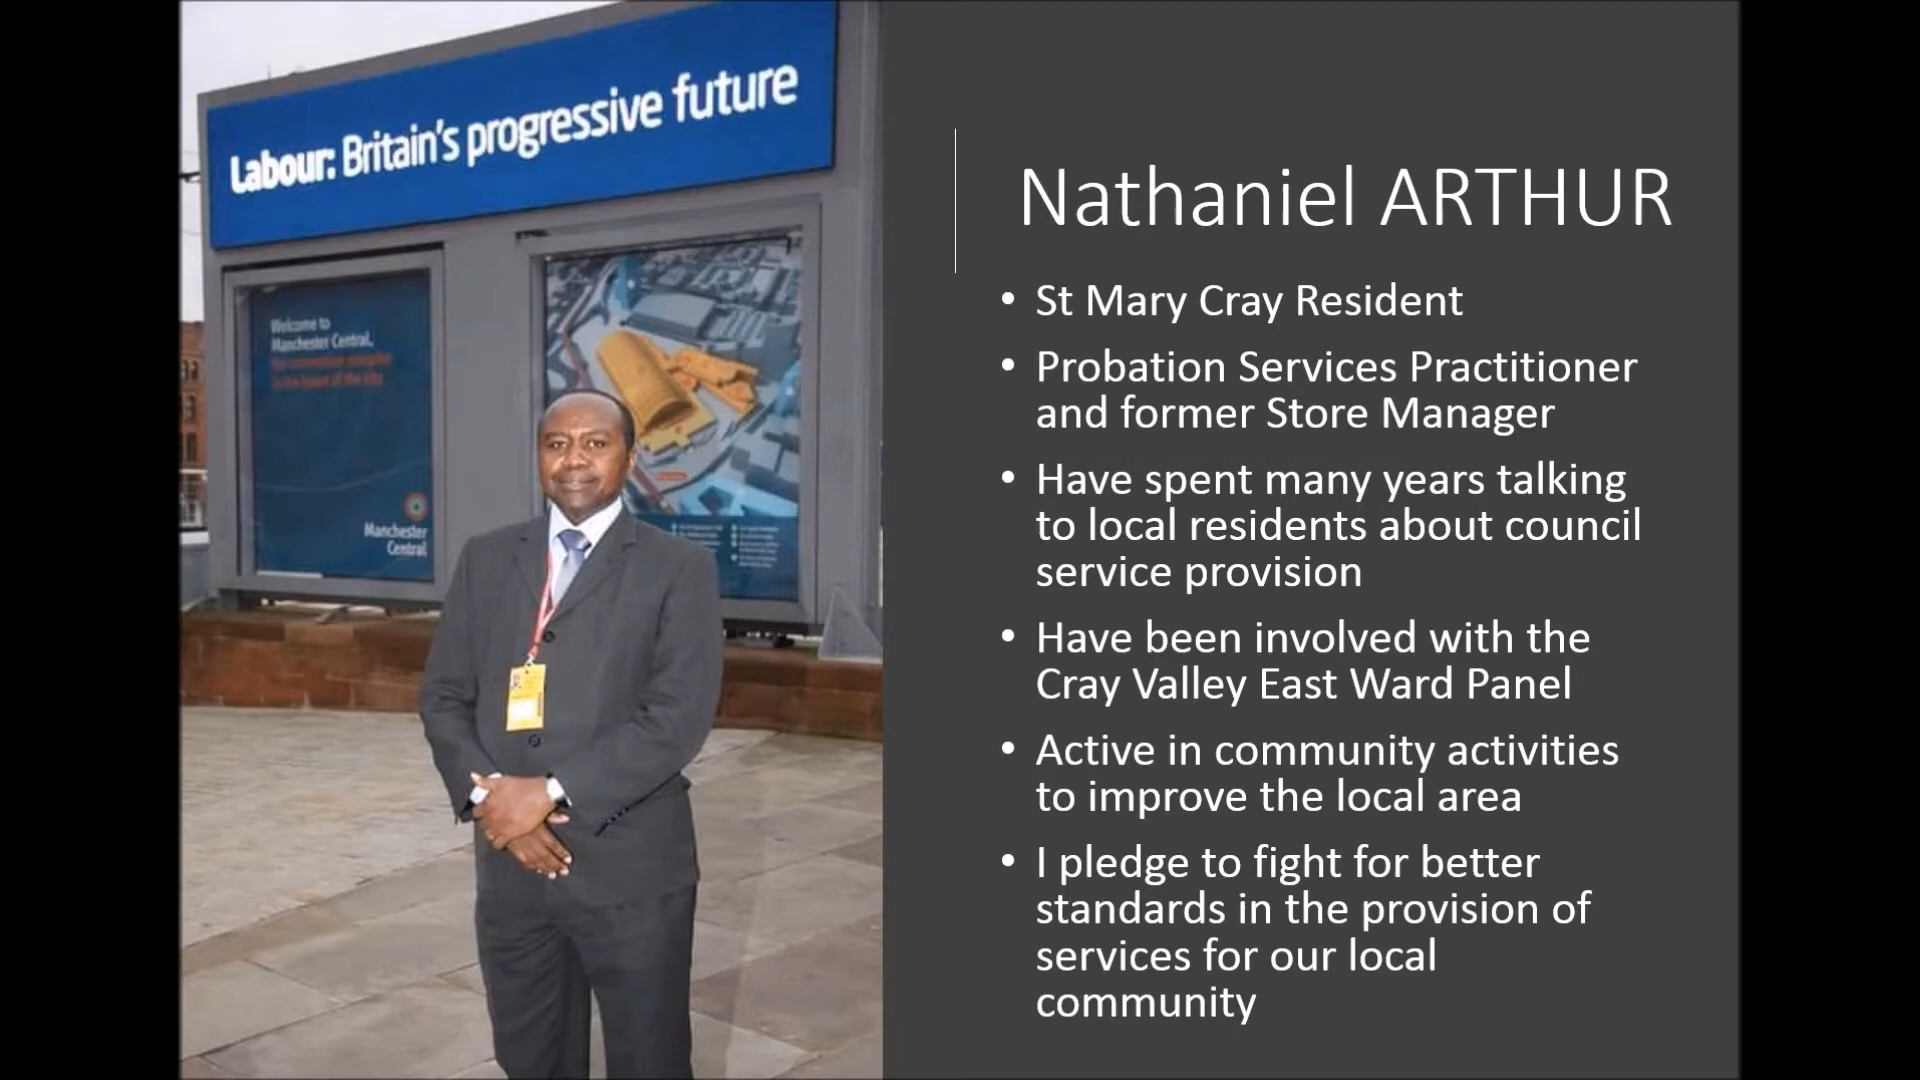 Labour: Britain's progressive future
Welcome to
Manchester Central,
Manchester
Central
Nathaniel ARTHUR
• St Mary Cray Resident
• Probation Services Practitioner
and former Store Manager
• Have spent many years talking
to local residents about council
service provision
• Have been involved with the
Cray Valley East Ward Panel
• Active in community activities
to improve the local area
• I pledge to fight for better
standards in the provision of
services for our local
community